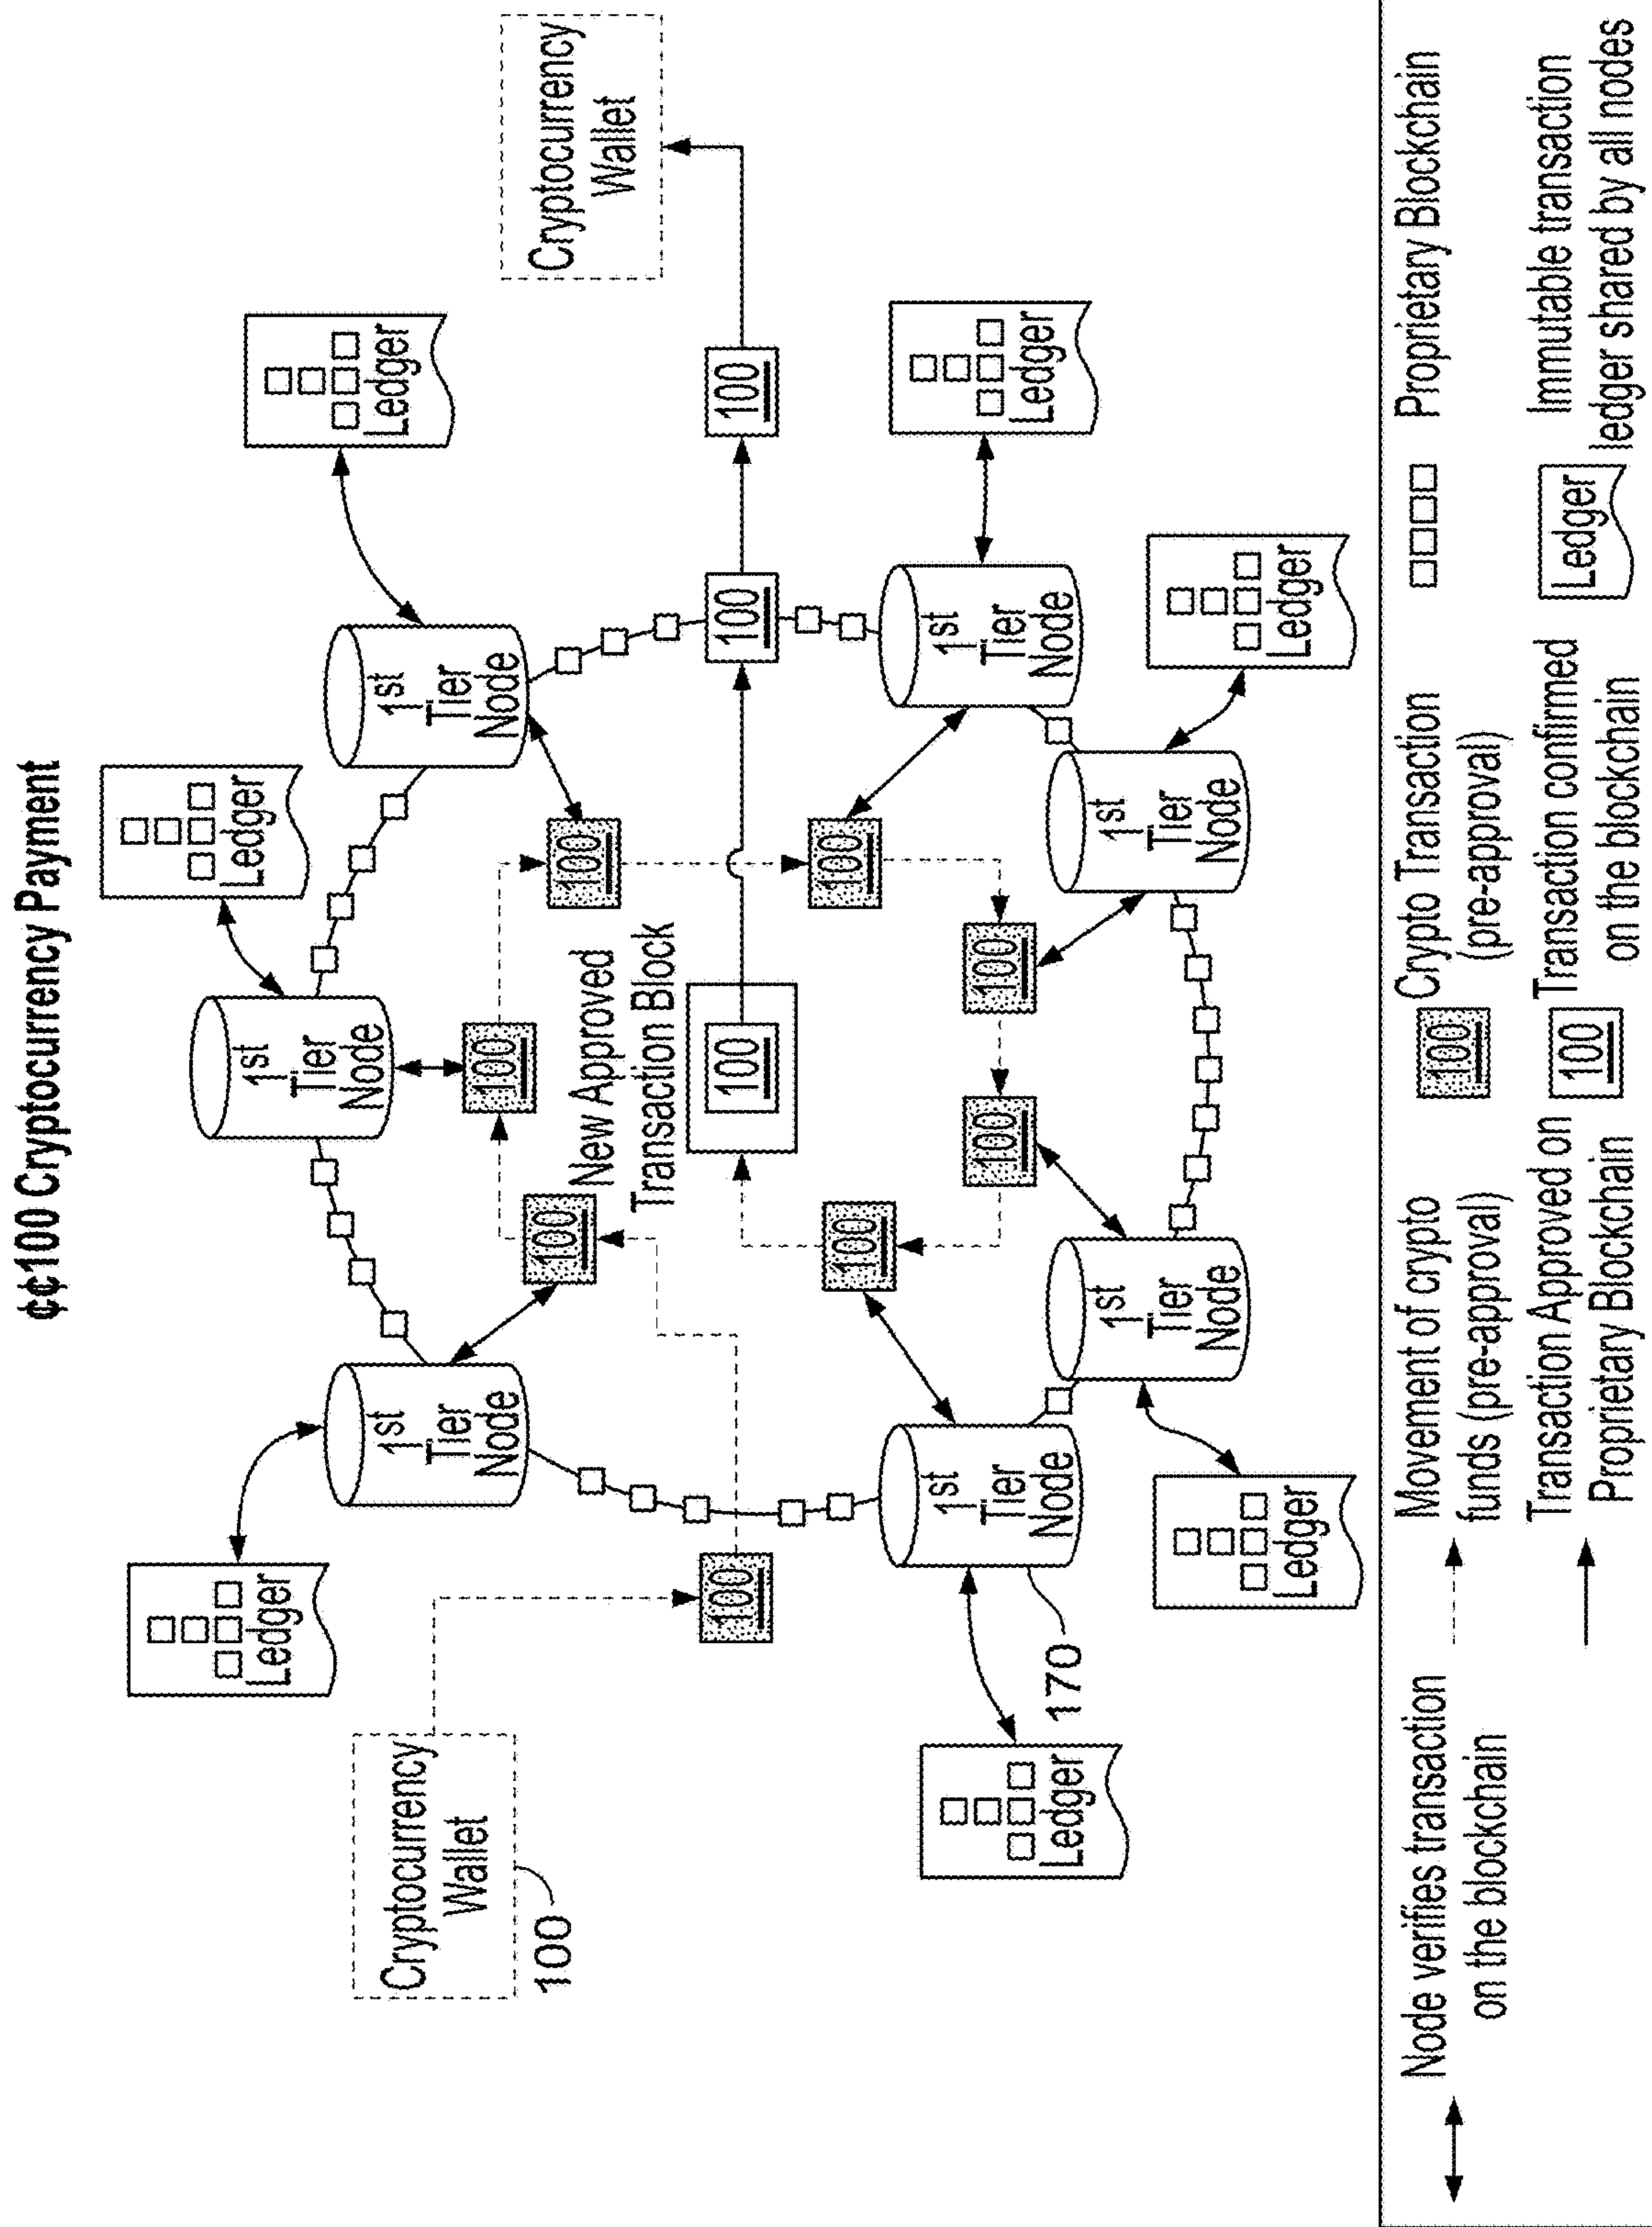 ¢¢100 Cryptocurrency Payment
Ledger
Ledger
1st
Tier
Node
Ledger
Cryptocurrency
Wallet
100
1st
Tier
Node
1st
Tier
Node
100
100
100
Cryptocurrency
Wallet
New Approved
Transaction Block
100
100
100
100
100
100
1st
Tier
Node
1st
Tier
Node
100
100
Ledger
Ledger
170
1st
Tier
Node
1st
Tier
Node
Ledger
Ledger
Node verifies transaction
on the blockchain
Movement of crypto
funds (pre-approval)
100
Crypto Transaction
(pre-approval)
Proprietary Blockchain
Transaction Approved on
Proprietary Blockchain
100
Transaction confirmed
on the blockchain
Ledger
Immutable transaction
ledger shared by all nodes